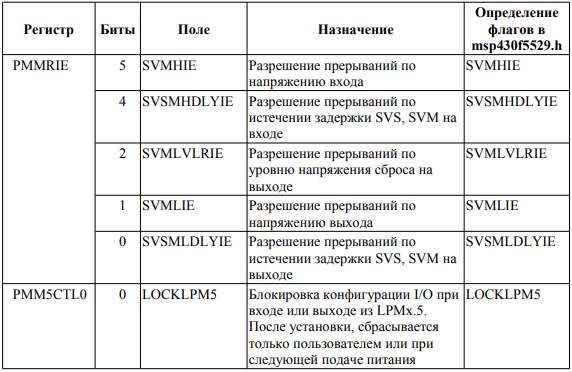 Регистр Биты Поле Назначение Определение
флагов в
msp430f5529.h
PMMRIE 5 SVMHIE Разрешение прерываний по SVMHIE
напряжению входа
4 SVSMHDLYIE Разрешение прерываний по SVSMHDLYIE
истечении задержки SVS, SVM на
входе
2 SVMLVLRIE Разрешение прерываний по SVMLVLRIE
уровню напряжения сброса на
выходе
1 SVMLIE Разрешение прерываний по SVMLIE
напряжению выхода
0 SVSMLDLYIE Разрешение прерываний по SVSMLDLYIE
истечении задержки SVS, SVM на
выходе
PMM5CTL0 0 LOCKLPM5 Блокировка конфигурации I/O при LOCKLPM5
входе или выходе из LPMx.5.
После установки, сбрасывается
только пользователем или при
следующей подаче питания